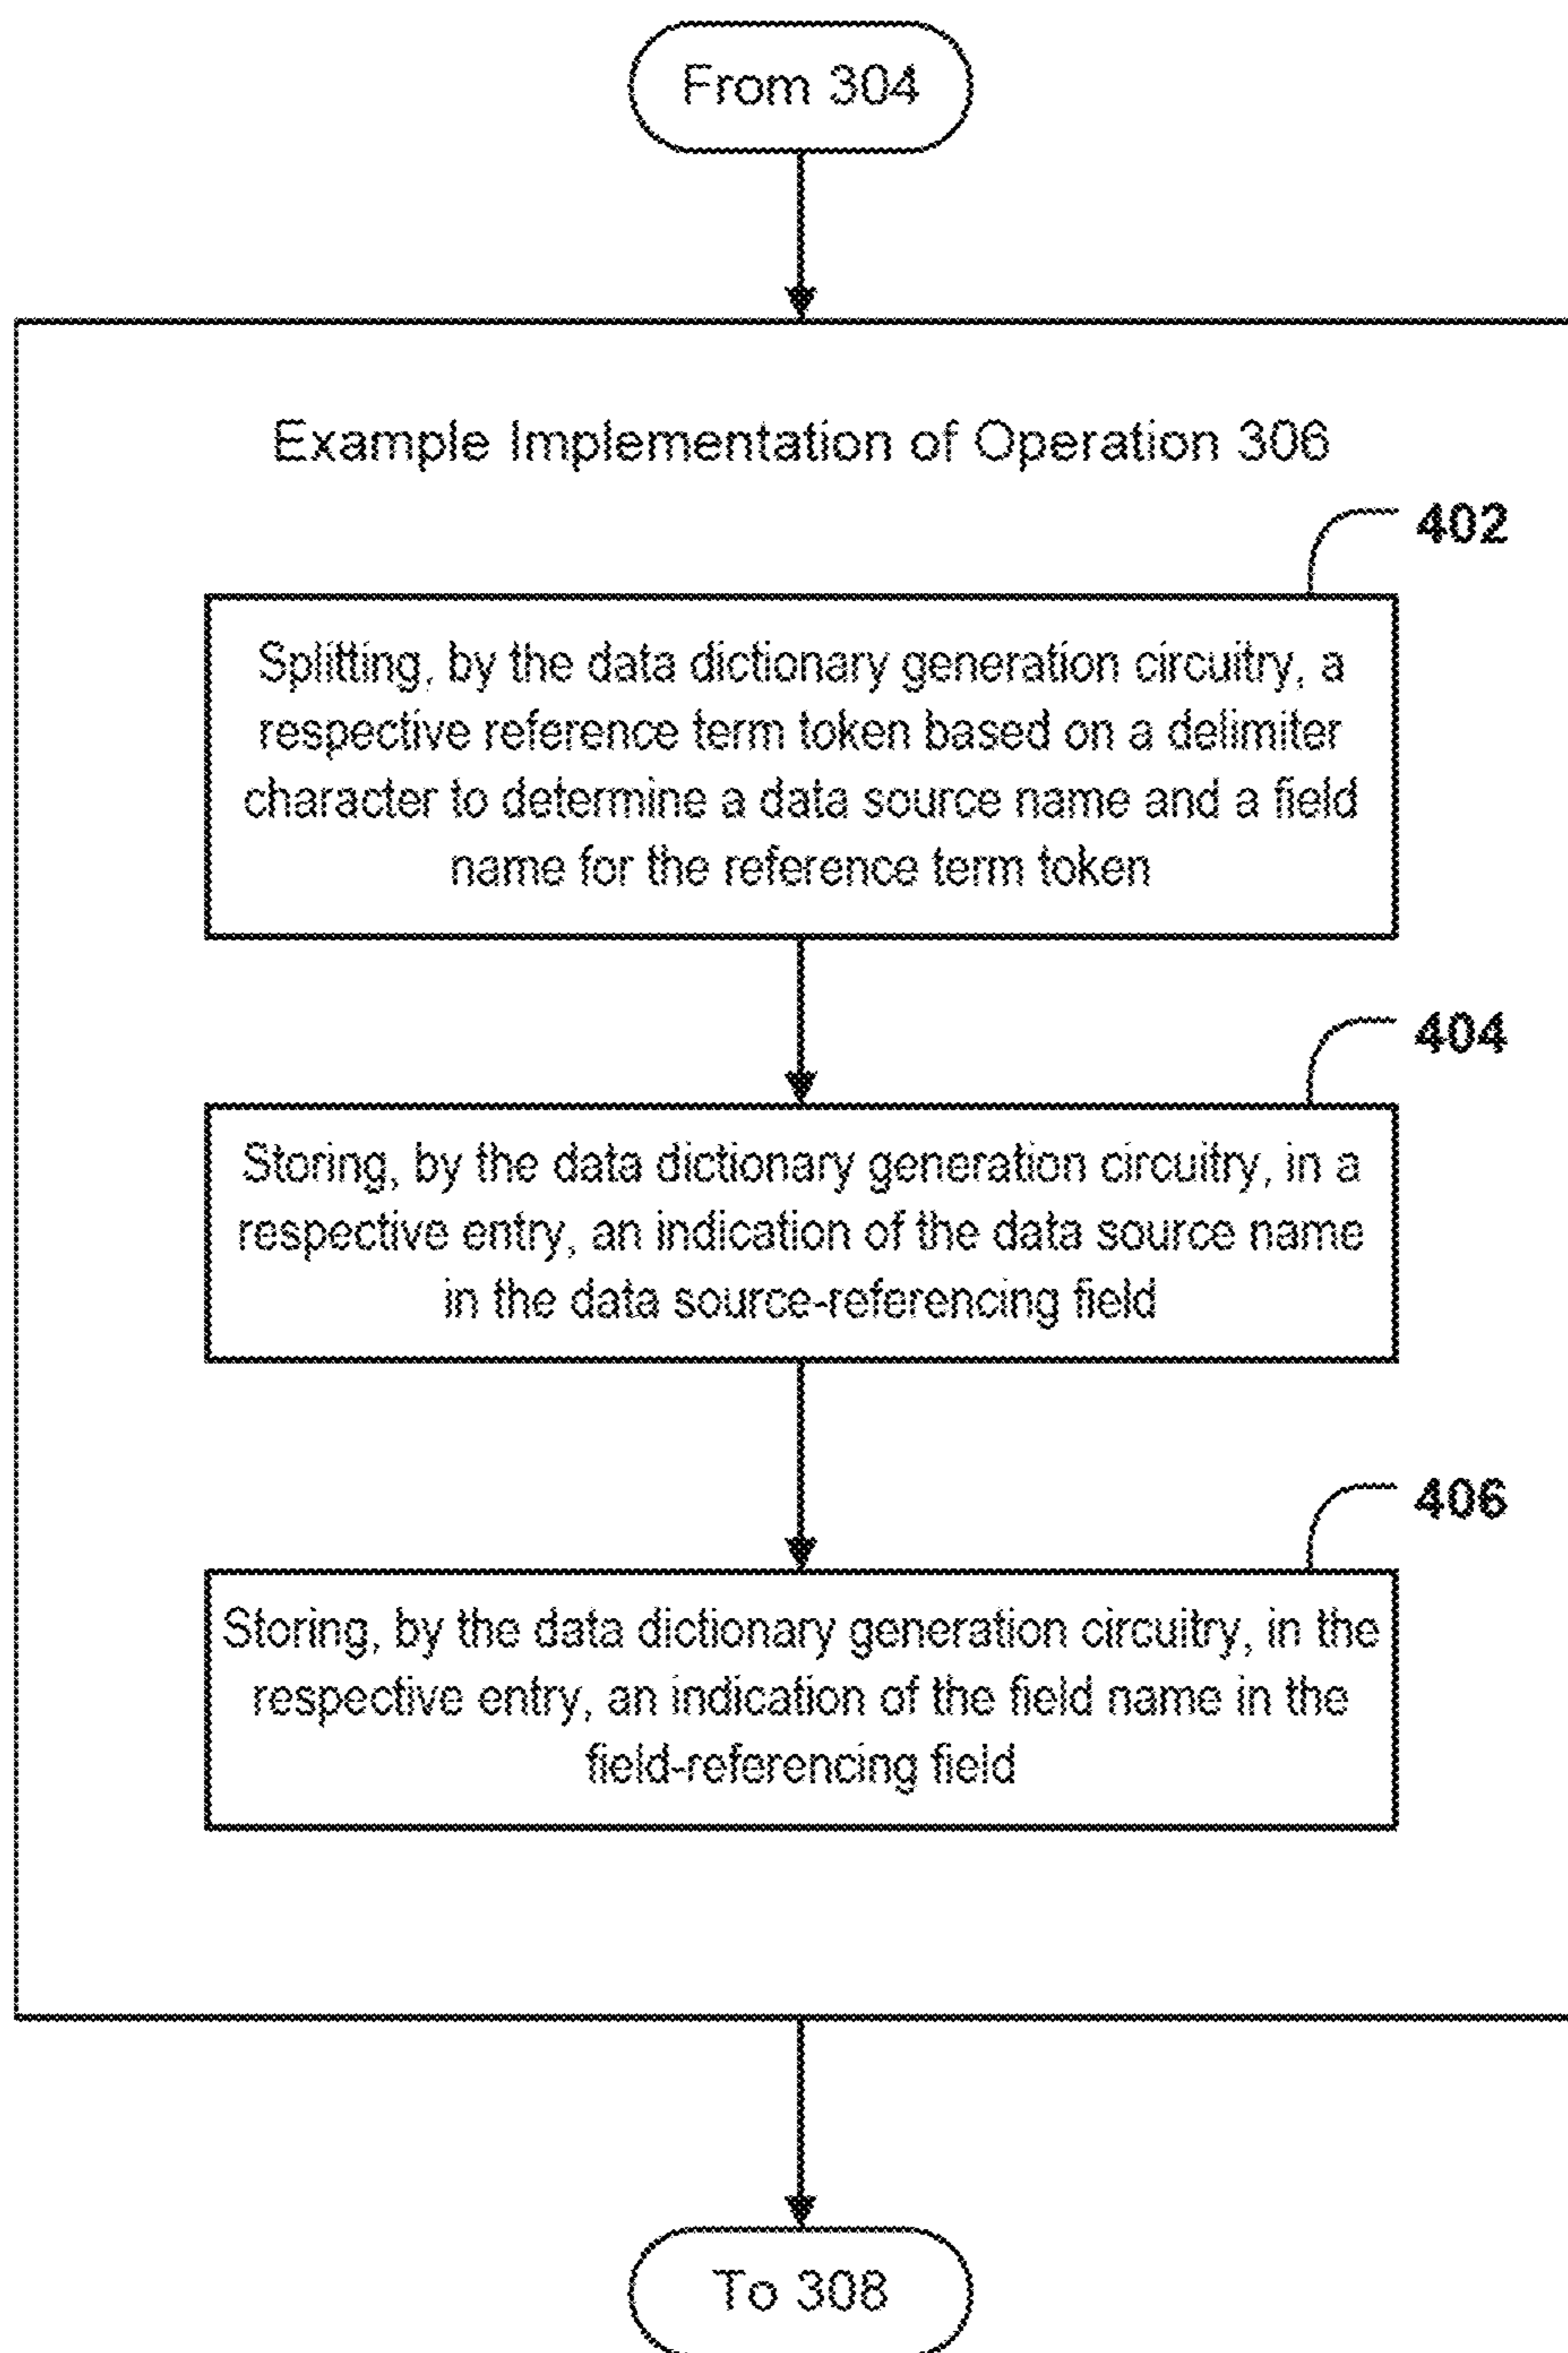 From 304
Example Implementation of Operation 306
402
Splitting, by the data dictionary generation circuitry, a
respective reference term token based on a delimiter
character to determine a data source name and a field
name for the reference term token
404
Storing, by the data dictionary generation circuitry, in a
respective entry, an indication of the data source name
in the data source-referencing field
406
Storing, by the data dictionary generation circuitry, in the
respective entry, an indication of the field name in the
field-referencing field
To 308